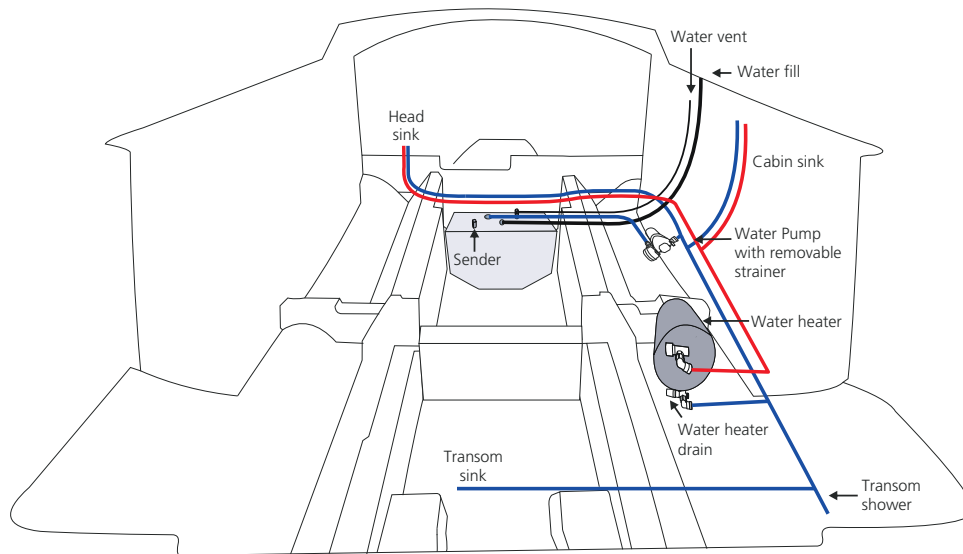 Water vent
Water fill
Head
sink
Cabin sink
Water Pump
with removable
strainer
Sender
Water heater
Water heater
drain
Transom
sink
Transom
shower